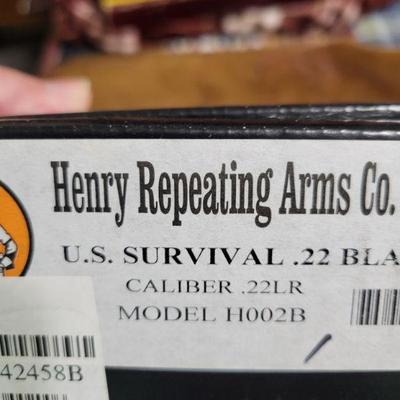 Henry Repeating Arms Co.
U.S. SURVIVAL .22 BLA
CALIBER .22LR
MODEL H002B
42458B